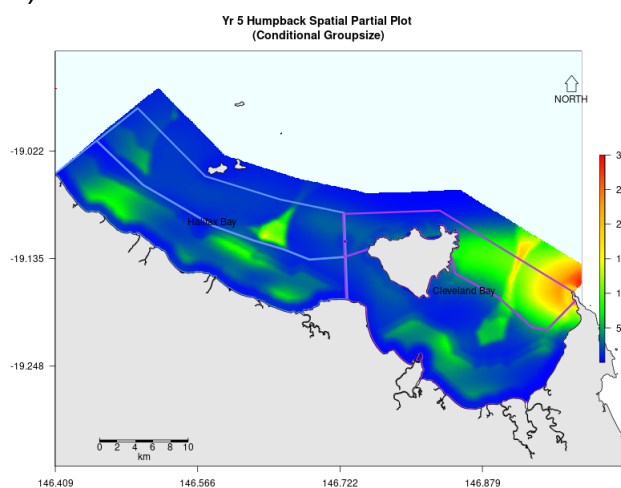 Yr 5 Humpback Spatial Partial Plot
(Conditional Groupsize)
NORTH
-19.022
3
2
Halifax Bay
2
-19.135
1
Cleveland Bay
1
5
-19.248
0 2 4 6 8 10
km
146.409 146.566 146.722 146.879